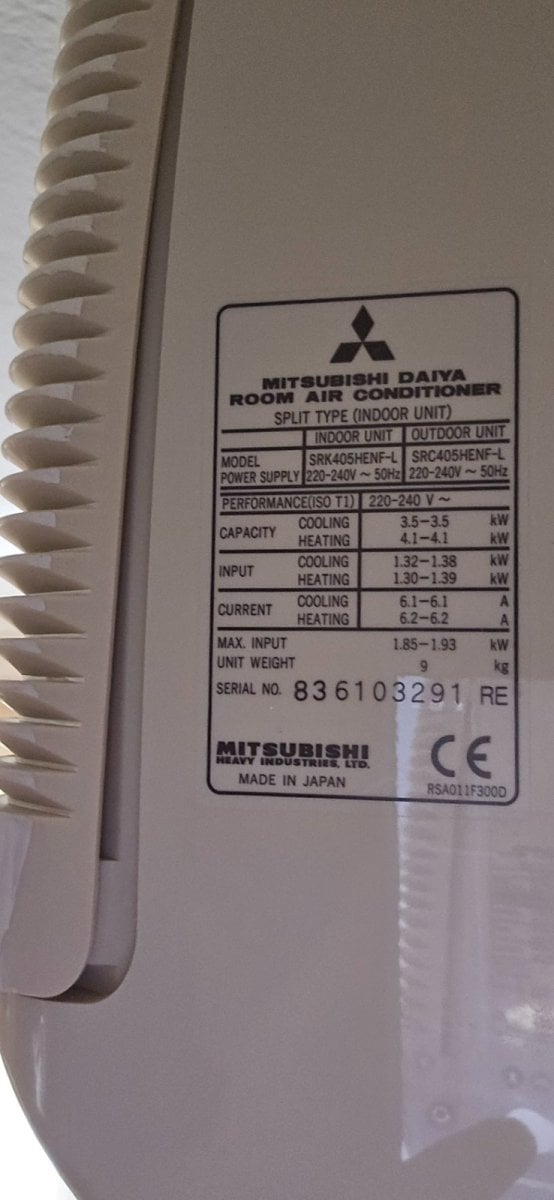 MITSUBISHI DAIYA
ROOM AIR CONDITIONER
SPLIT TYPE (INDOOR UNIT)
INDOOR UNIT OUTDOOR UNIT
MODEL SRK405HENF-L SRC405HENF-L
POWER SUPPLY 220-240V ~ 50Hz 220-240V ~ 50Hz
PERFORMANCE(ISO T1) 220-240 V ~
CAPACITY COOLING 3.5-3.5 kW
HEATING 4.1-4.1 kW
INPUT COOLING 1.32-1.38 kW
HEATING 1.30-1.39 kW
CURRENT COOLING 6.1-6.1 A
HEATING 6.2-6.2 A
MAX. INPUT 1.85-1.93 kW
UNIT WEIGHT 9 kg
SERIAL NO. 836103291 RE
MITSUBISHI
HEAVY INDUSTRIES, LTD.
MADE IN JAPAN
CE
RSA011F300D